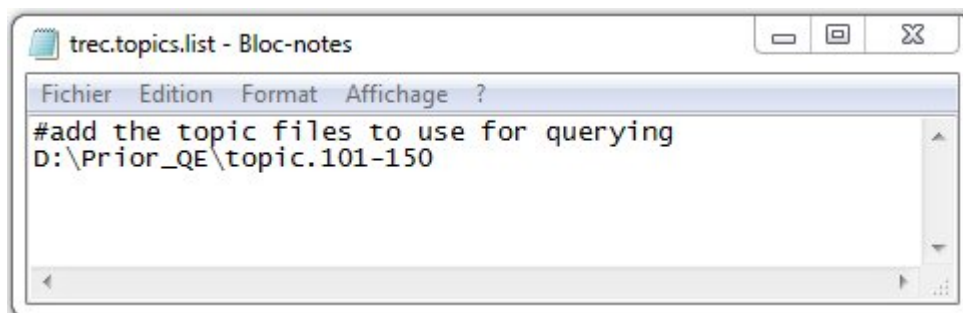 trec.topics.list - Bloc-notes
Fichier Edition Format Affichage ?
#add the topic files to use for querying
D:\Prior_QE\topic.101-150